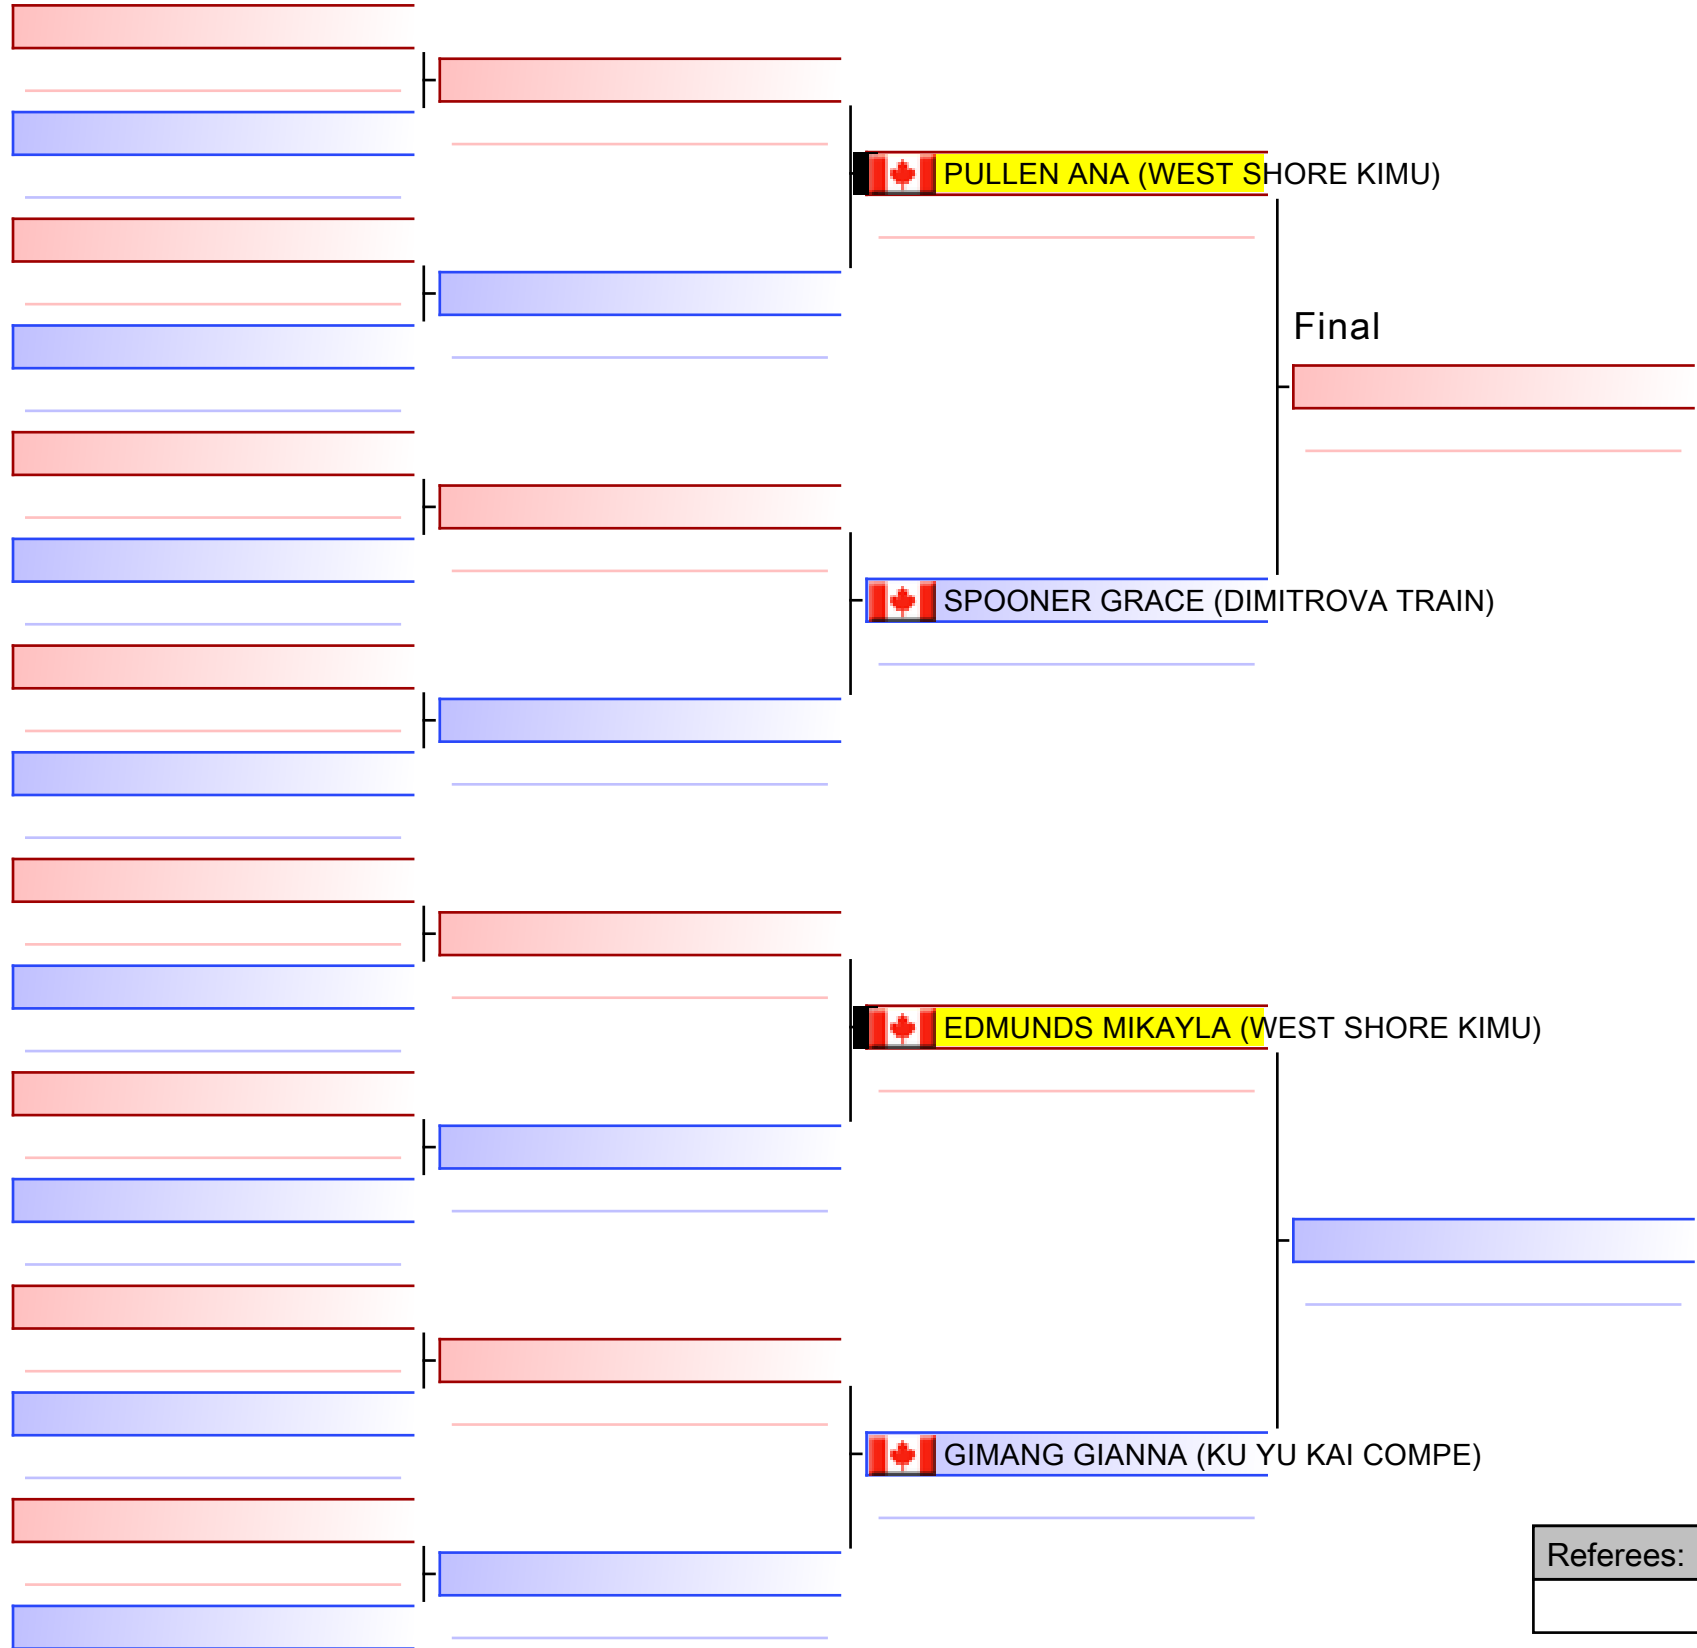 PULLEN ANA (WEST SHORE KIMU)
Final
SPOONER GRACE (DIMITROVA TRAIN)
EDMUNDS MIKAYLA (WEST SHORE KIMU)
GIMANG GIANNA (KU YU KAI COMPE)
Referees: